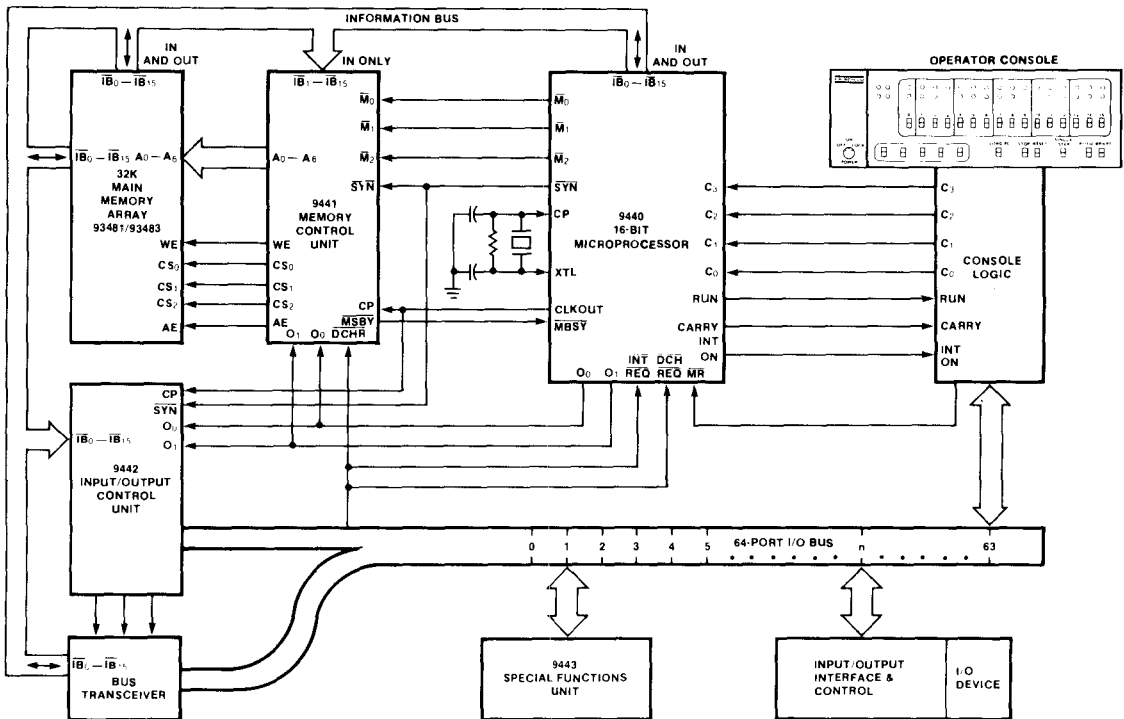 INFORMATION BUS
IN AND OUT
IB0–IB15
IB0–IB15 A0–A6
32K MAIN MEMORY ARRAY 93481/93483
WE
CS0
CS1
CS2
AE
IN ONLY
IB1–IB15
M0
M1
M2
A0–A6
SYN
9441 MEMORY CONTROL UNIT
WE
CS0
CS1
CS2
CP
AE
MSBY
O1 O0 DCHR
IN AND OUT
IB0–IB15
M0
M1
M2
SYN
CP
XTL
CLKOUT
MBSY
9440 16-BIT MICROPROCESSOR
C3
C2
C1
C0
RUN
CARRY
INT ON
INT DCH
O0 O1 REQ REQ MR
OPERATOR CONSOLE
POWER
C3
C2
C1
C0
CONSOLE LOGIC
RUN
CARRY
INT ON
CP
SYN
O0
O1
IB0–IB15
9442 INPUT/OUTPUT CONTROL UNIT
0 1 2 3 4 5 64-PORT I/O BUS n 63
IB0–IB15
BUS TRANSCEIVER
9443 SPECIAL FUNCTIONS UNIT
INPUT/OUTPUT INTERFACE & CONTROL
I/O DEVICE